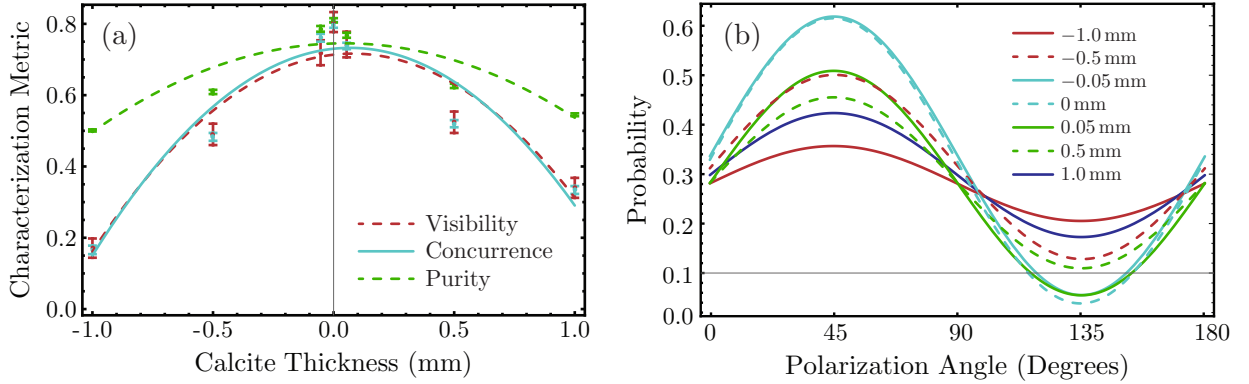 Characterization Metric
0.8
0.6
0.4
0.2
0.0
(a)
Visibility
Concurrence
Purity
-1.0 -0.5 0.0 0.5 1.0
Calcite Thickness (mm)
Probability
0.6
0.5
0.4
0.3
0.2
0.1
0.0
(b)
−1.0 mm
−0.5 mm
−0.05 mm
0 mm
0.05 mm
0.5 mm
1.0 mm
0 45 90 135 180
Polarization Angle (Degrees)